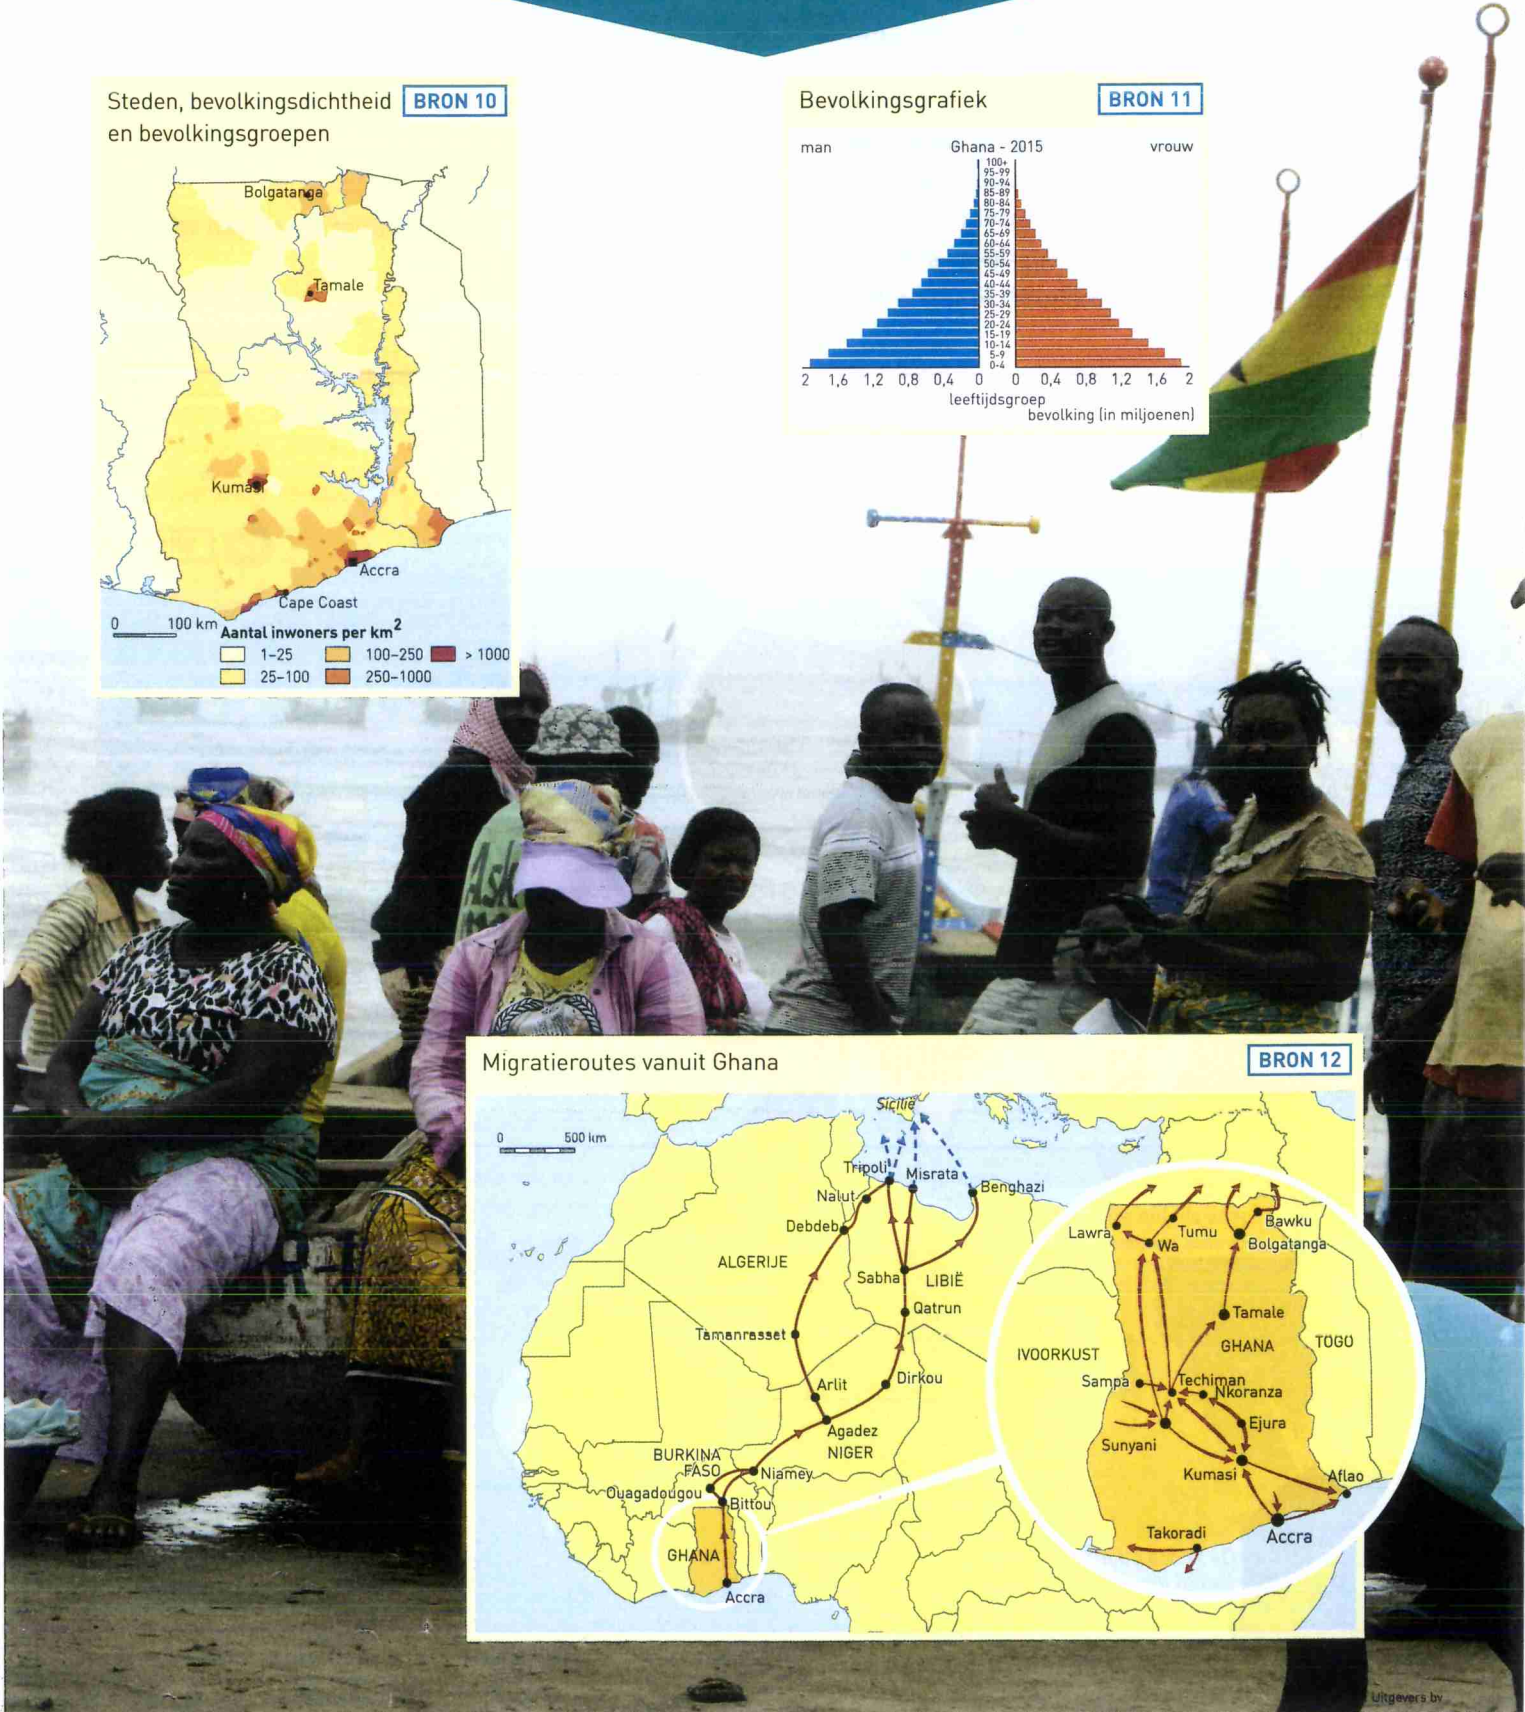 Steden, bevolkingsdichtheid
en bevolkingsgroepen
BRON 10
Bolgatanga
Tamale
Kumasi
Accra
Cape Coast
0 100 km
Aantal inwoners per km²
1-25 100-250 > 1000
25-100 250-1000
Bevolkingsgrafiek
BRON 11
man Ghana - 2015 vrouw
100+
95-99
90-94
85-89
80-84
75-79
70-74
65-69
60-64
55-59
50-54
45-49
40-44
35-39
30-34
25-29
20-24
15-19
10-14
5-9
0-4
2 1,6 1,2 0,8 0,4 0 0 0,4 0,8 1,2 1,6 2
leeftijdsgroep
bevolking (in miljoenen)
Ask
Migratieroutes vanuit Ghana
BRON 12
0 500 km
Sicilië
Tripoli
Misrata
Benghazi
Nalut
Debdeb
ALGERIJE
Sabha
LIBIË
Qatrun
Tamanrasset
Arlit
Dirkou
Agadez
NIGER
BURKINA
FASO
Niamey
Ouagadougou
Bittou
GHANA
Accra
Lawra
Tumu
Bawku
Wa
Bolgatanga
Tamale
GHANA
TOGO
IVOORKUST
Sampa
Techiman
Nkoranza
Ejura
Sunyani
Kumasi
Aflao
Takoradi
Accra
Uitgevers bv